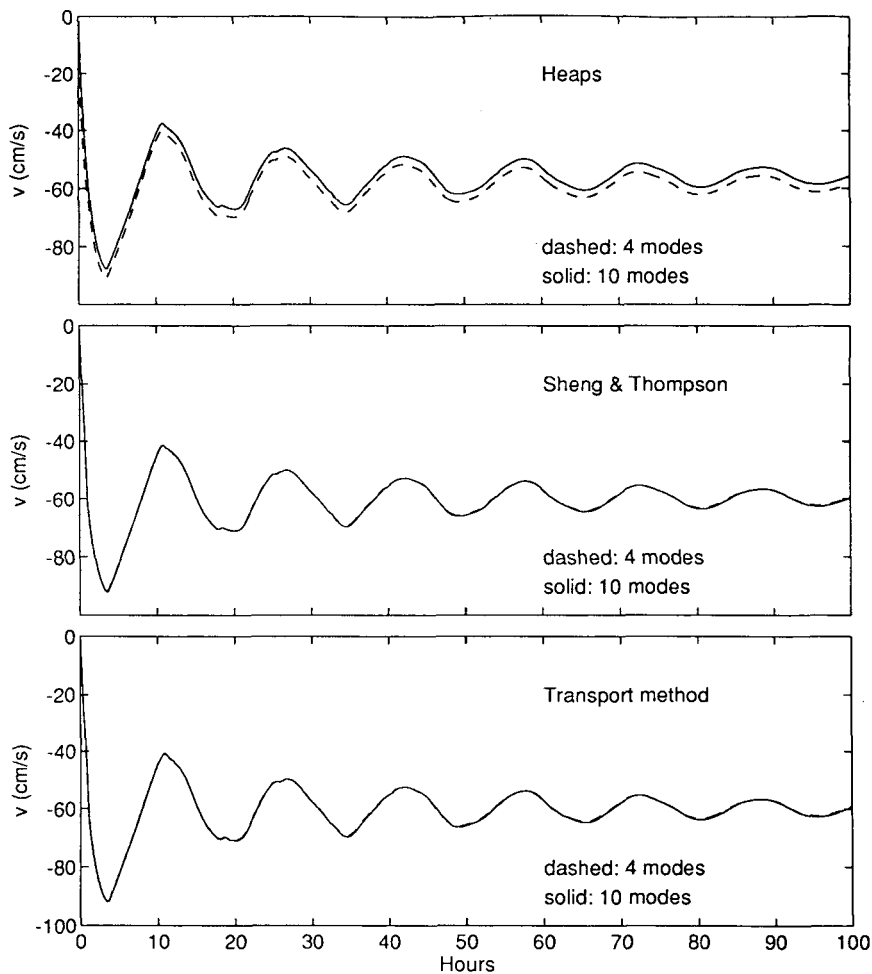 0
-20
-40
-60
-80
v (cm/s)
Heaps
dashed: 4 modes
solid: 10 modes
0
-20
-40
-60
-80
v (cm/s)
Sheng & Thompson
dashed: 4 modes
solid: 10 modes
0
-20
-40
-60
-80
-100
v (cm/s)
Transport method
dashed: 4 modes
solid: 10 modes
0 10 20 30 40 50 60 70 80 90 100
Hours